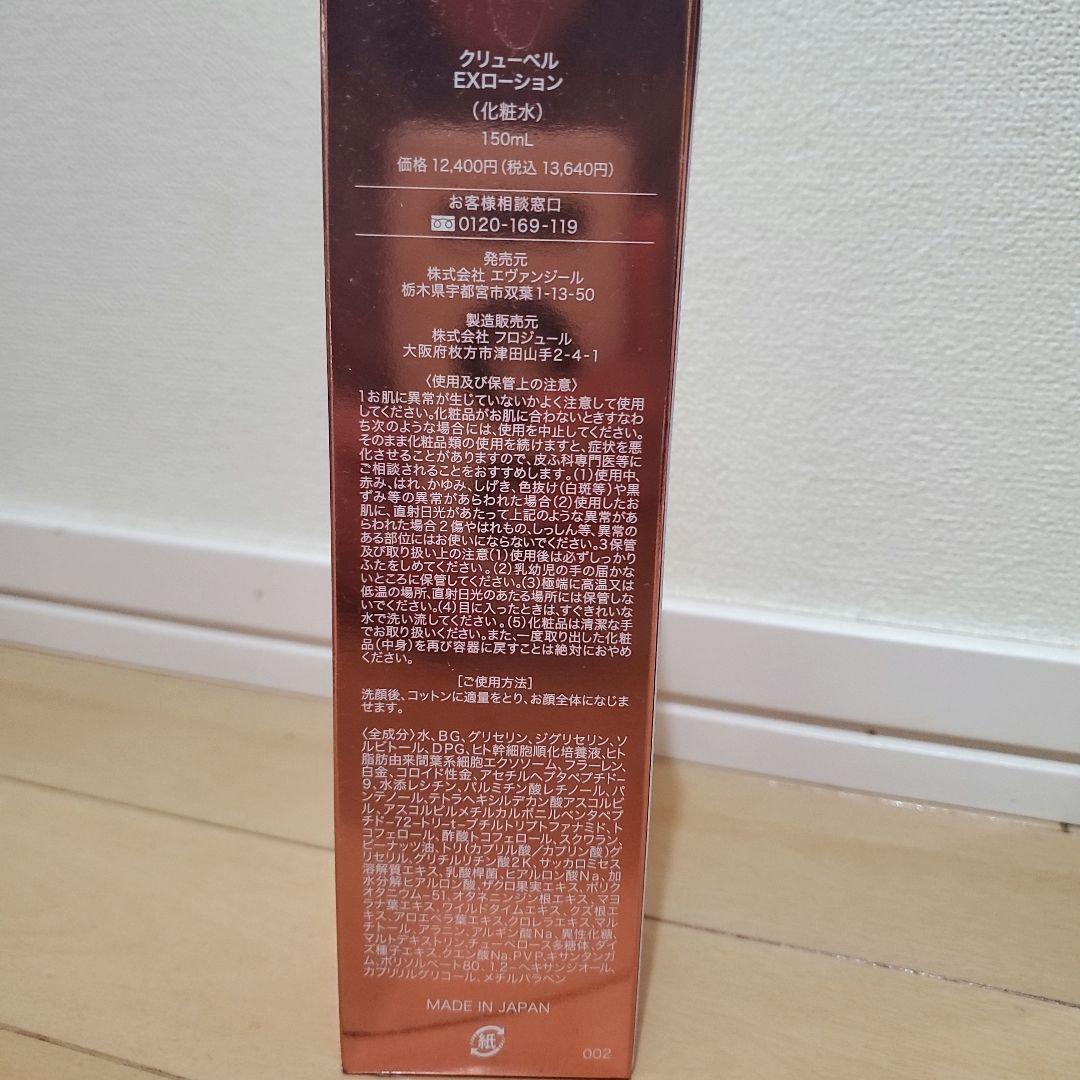 クリューベル
EXローション
(化粧水)
150mL
価格 12,400円(税込 13,640円)
お客様相談窓口
0120-169-119
発売元
株式会社 エヴァンジール
栃木県宇都宮市双葉1-13-50
製造販売元
株式会社 フロジュール
大阪府枚方市津田山手2-4-1
〈使用及び保管上の注意〉
1お肌に異常が生じていないかよく注意して使用
してください。化粧品がお肌に合わないときすなわ
ち次のような場合には、使用を中止してください。
そのまま化粧品類の使用を続けますと、症状を悪
化させることがありますので、皮ふ科専門医等に
ご相談されることをおすすめします。(1)使用中、
赤み、はれ、かゆみ、しげき、色抜け(白斑等)や黒
ずみ等の異常があらわれた場合(2)使用したお
肌に、直射日光があたって上記のような異常があ
らわれた場合2傷やはれもの、しっしん等、異常の
ある部位にはお使いにならないでください。3保管
及び取り扱い上の注意(1)使用後は必ずしっかり
ふたをしめてください。(2)乳幼児の手の届かな
いところに保管してください。(3)極端に高温又は
低温の場所、直射日光のあたる場所には保管しな
いでください。(4)目に入ったときは、すぐきれいな
水で洗い流してください。(5)化粧品は清潔な手
でお取り扱いください。また、一度取り出した化粧
品(中身)を再び容器に戻すことは絶対におやめ
ください。
[ご使用方法]
洗顔後、コットンに適量をとり、お顔全体になじま
せます。
〈全成分〉水、BG、グリセリン、ジグリセリン、ソ
ルビトール、DPG、ヒト幹細胞順化培養液、ヒト
脂肪由来間葉系細胞エクソソーム、フラーレン、
白金、コロイド性金、アセチルヘプタペプチド-
9、水添レシチン、パルミチン酸レチノール、パ
ンテノール、テトラヘキシルデカン酸アスコルビ
ル、アスコルビルメチルカルボニルペンタペプ
チド-72トリ-t-ブチルトリプトファナミド、ト
コフェロール、酢酸トコフェロール、スクワラン、
ピーナッツ油、トリ(カプリル酸/カプリン酸)グ
リセリル、グリチルリチン酸2K、サッカロミセス
溶解質エキス、乳酸桿菌、ヒアルロン酸Na、加
水分解ヒアルロン酸、ザクロ果実エキス、ポリク
オタニウム-51、オタネニンジン根エキス、マヨ
ラナ葉エキス、ワイルドタイムエキス、クズ根エ
キス、アロエベラ葉エキス、クロレラエキス、マル
チトール、アラニン、アルギン酸Na、異性化糖、
マルトデキストリン、チューベロース多糖体、ダイ
ズ種子エキス、クエン酸Na、PVP、キサンタンガ
ム、ポリソルベート80、1,2-ヘキサンジオール、
カプリリルグリコール、メチルパラベン
MADE IN JAPAN
紙
002